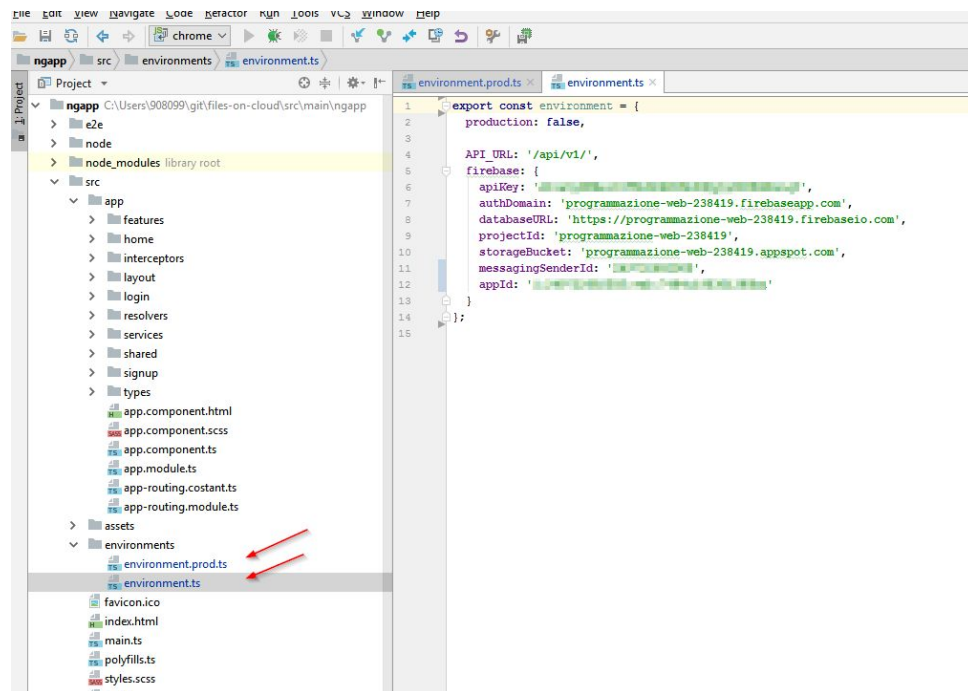 File Edit View Navigate Code Refactor Run Tools VCS Window Help
chrome
ngapp src environments environment.ts
Project
environment.prod.ts environment.ts
1: Project
ngapp C:\Users\908099\git\files-on-cloud\src\main\ngapp
e2e
node
node_modules library root
src
app
features
home
interceptors
layout
login
resolvers
services
shared
signup
types
app.component.html
app.component.scss
app.component.ts
app.module.ts
app-routing.costant.ts
app-routing.module.ts
assets
environments
environment.prod.ts
environment.ts
favicon.ico
index.html
main.ts
polyfills.ts
styles.scss
1 export const environment = {
2 production: false,
3
4 API_URL: '/api/v1/',
5 firebase: {
6 apiKey: '',
7 authDomain: 'programmazione-web-238419.firebaseapp.com',
8 databaseURL: 'https://programmazione-web-238419.firebaseio.com',
9 projectId: 'programmazione-web-238419',
10 storageBucket: 'programmazione-web-238419.appspot.com',
11 messagingSenderId: '',
12 appId: ''
13 }
14 };
15